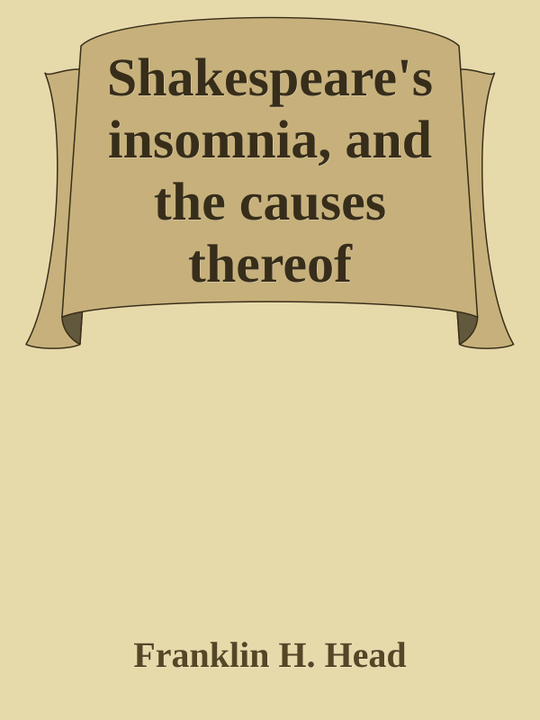 Shakespeare's
insomnia, and
the causes
thereof
Franklin H. Head